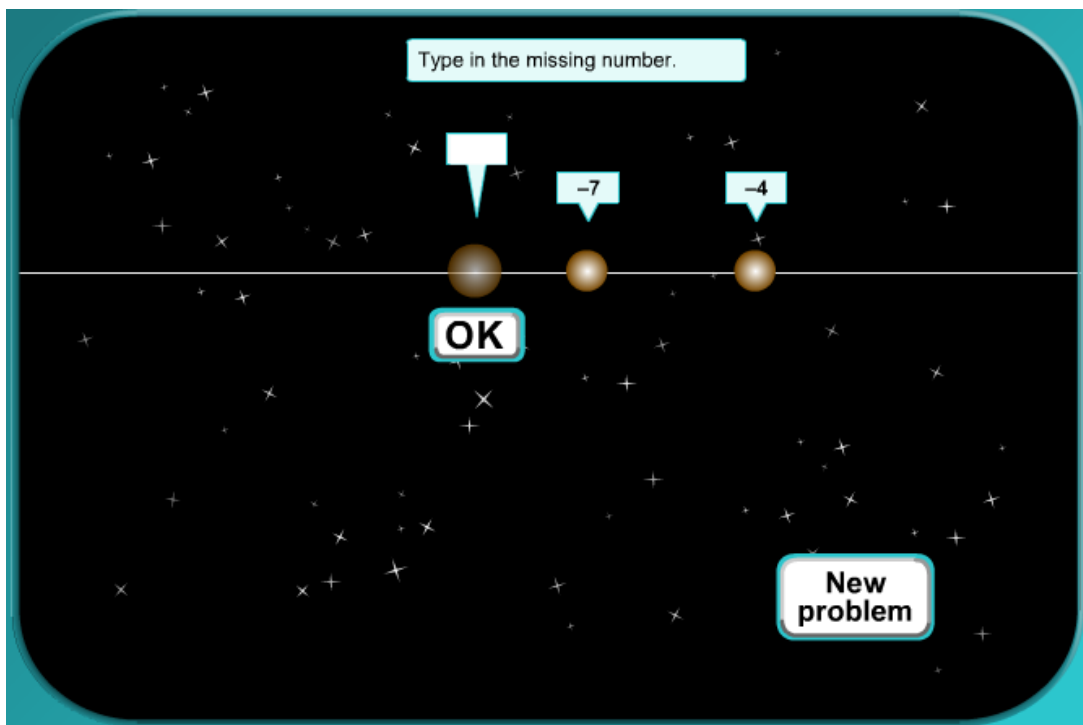 Type in the missing number.
–7
–4
OK
New
problem